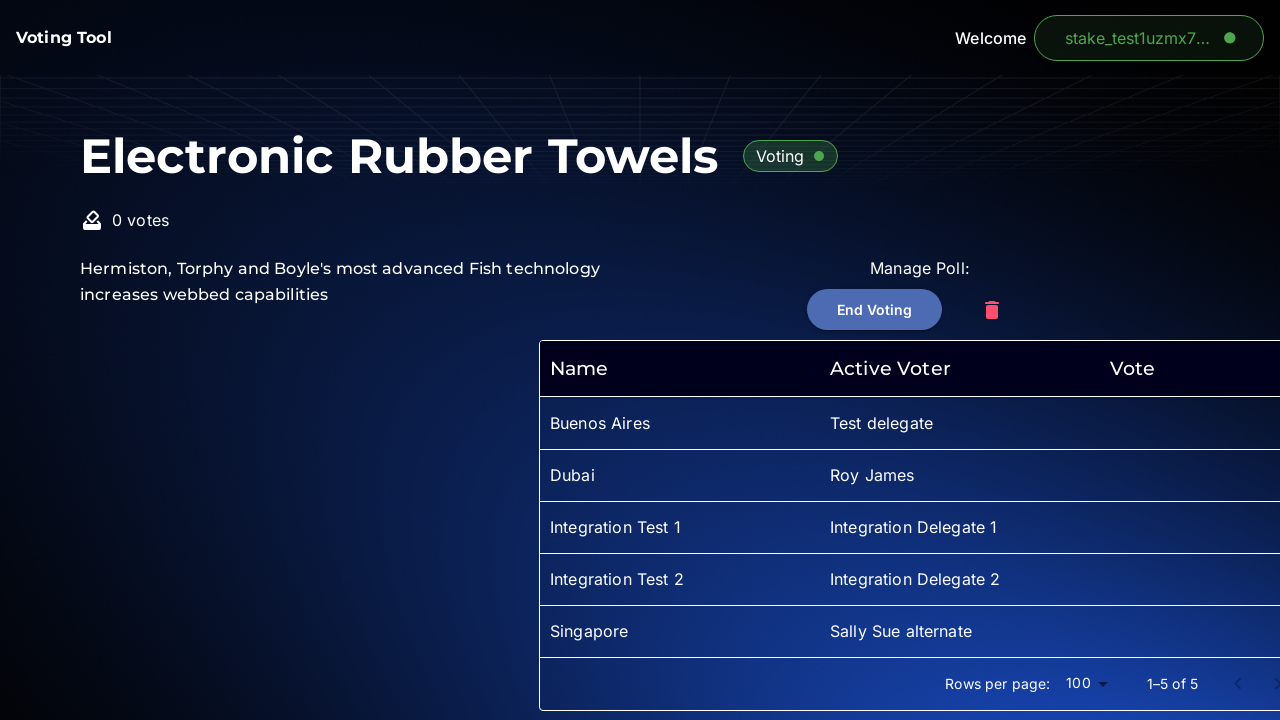 Voting Tool
Welcome stake_test1uzmx7...
Electronic Rubber Towels Voting
0 votes
Hermiston, Torphy and Boyle's most advanced Fish technology
increases webbed capabilities
Manage Poll:
End Voting
Name Active Voter Vote
Buenos Aires Test delegate
Dubai Roy James
Integration Test 1 Integration Delegate 1
Integration Test 2 Integration Delegate 2
Singapore Sally Sue alternate
Rows per page: 100 1–5 of 5